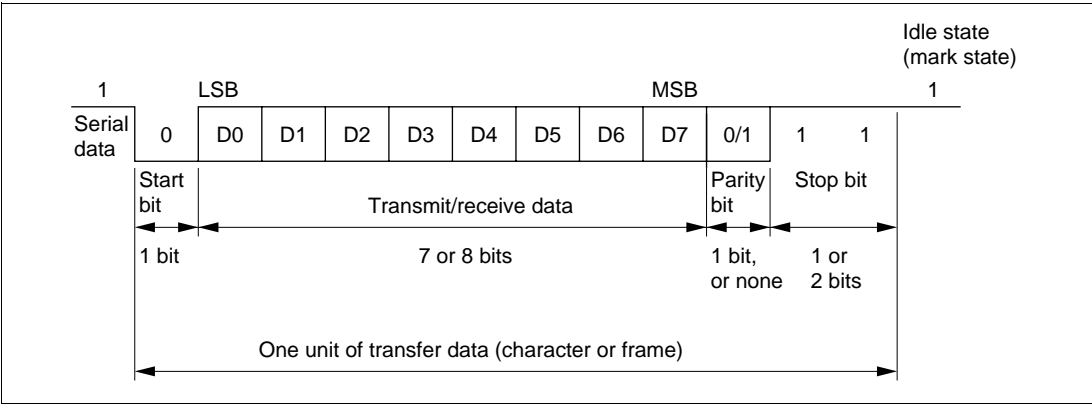 Idle state
(mark state)
1 LSB MSB 1
Serial
data
0 D0 D1 D2 D3 D4 D5 D6 D7 0/1 1 1
Start
bit
Transmit/receive data
Parity
bit
Stop bit
1 bit
7 or 8 bits
1 bit,
or none
1 or
2 bits
One unit of transfer data (character or frame)